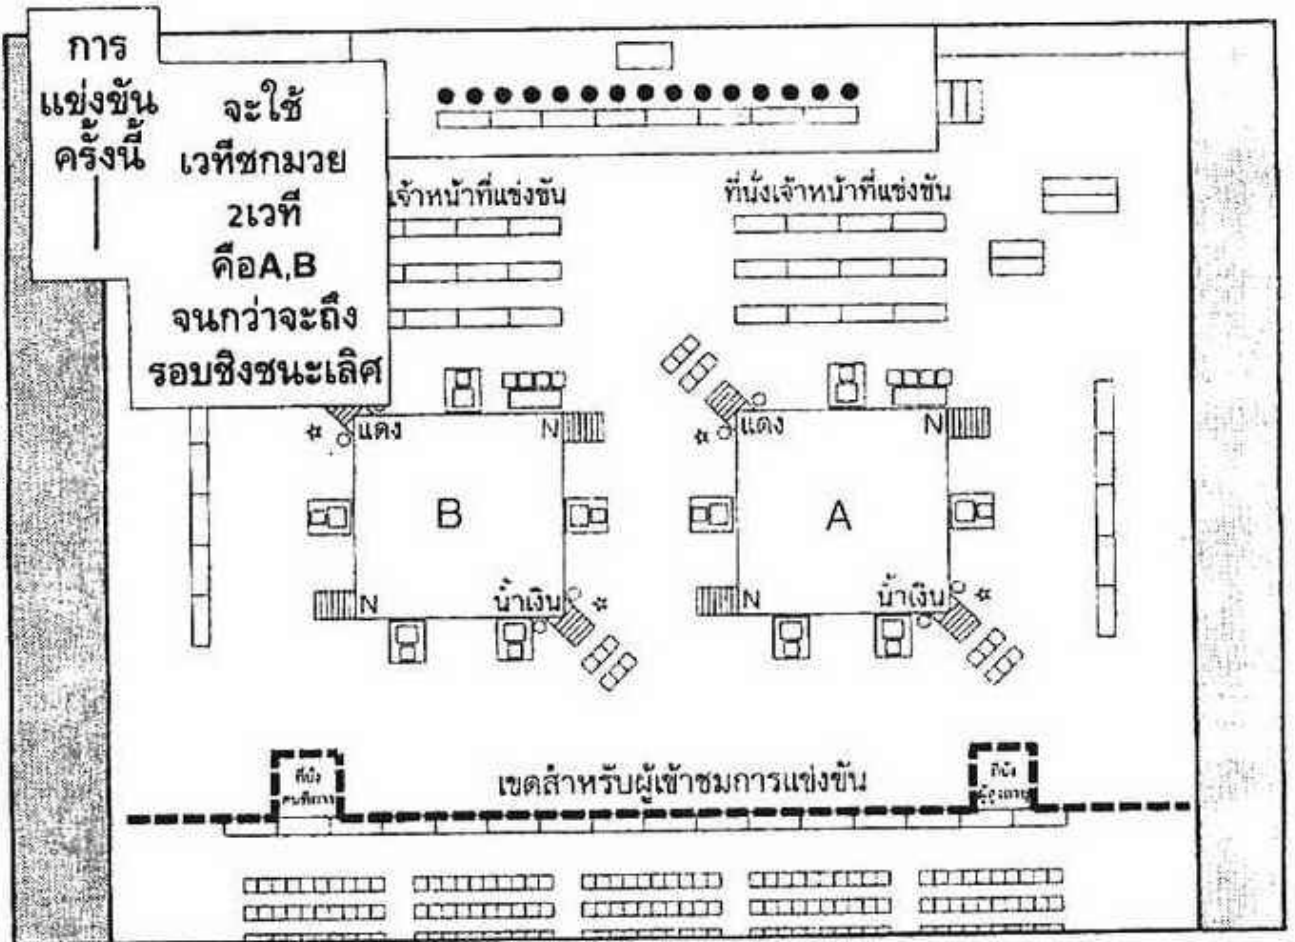 การ
แข่งขัน
ครั้งนี้
จะใช้
เวทีชกมวย
2เวที
คือA,B
จนกว่าจะถึง
รอบชิงชนะเลิศ
เจ้าหน้าที่แข่งขัน
ที่นั่งเจ้าหน้าที่แข่งขัน
แดง
N
แดง
N
B
A
N
น้ำเงิน
N
น้ำเงิน
เขตสำหรับผู้เข้าชมการแข่งขัน
ที่นั่ง
ที่นั่ง